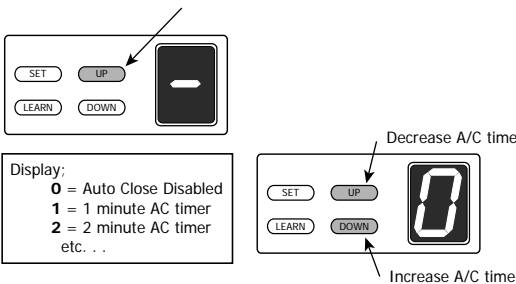 SET UP
LEARN DOWN
Display;
0 = Auto Close Disabled
1 = 1 minute AC timer
2 = 2 minute AC timer
etc. . .
Decrease A/C time
SET UP
LEARN DOWN
0
Increase A/C time